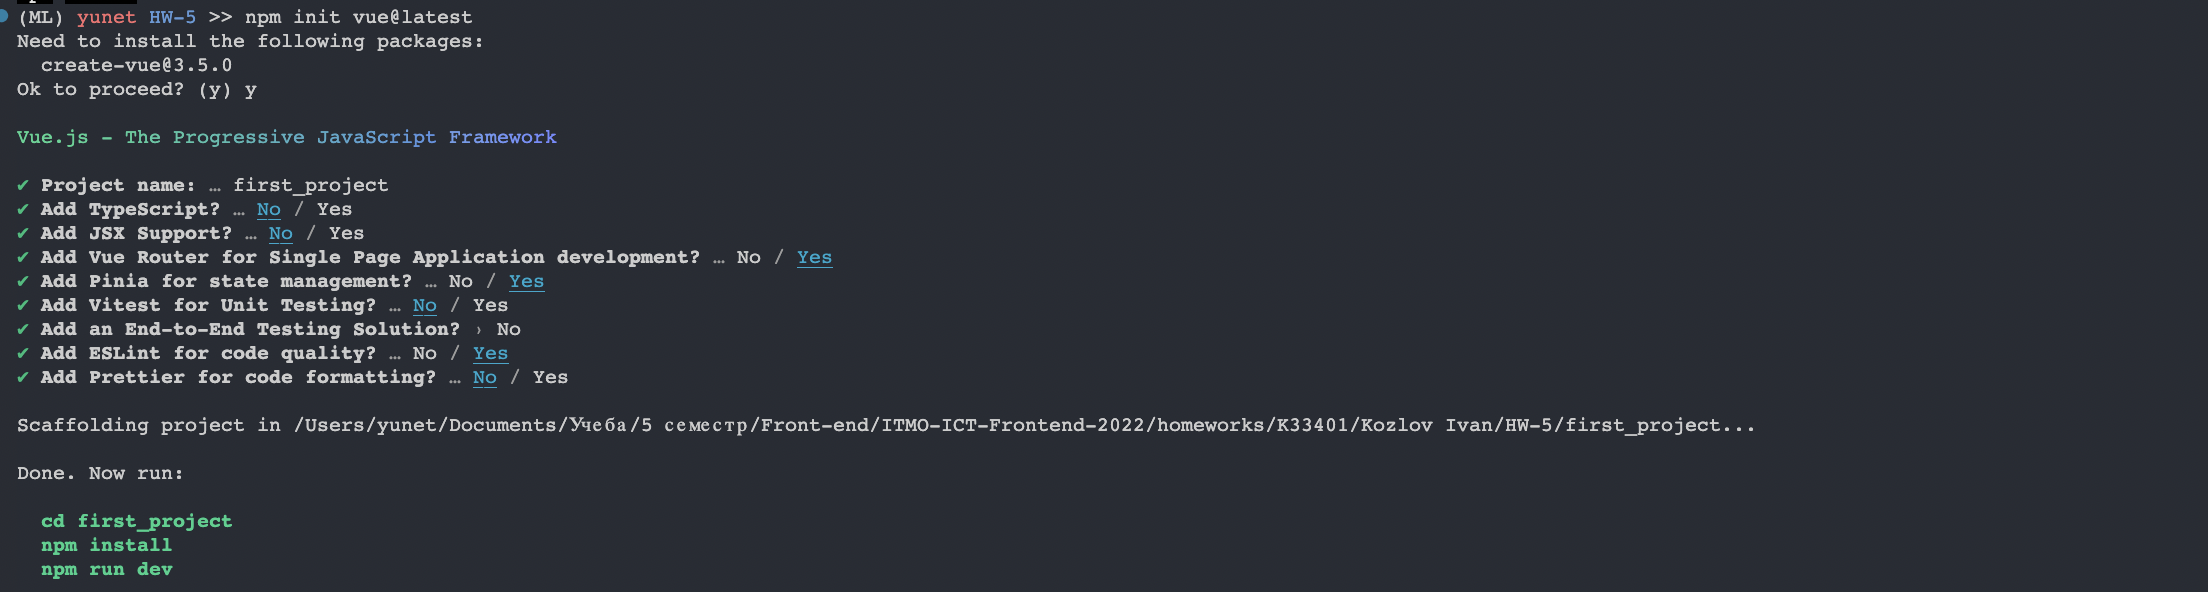 (ML) yunet HW-5 >> npm init vue@latest
Need to install the following packages:
  create-vue@3.5.0
Ok to proceed? (y) y
Vue.js - The Progressive JavaScript Framework
✔ Project name: … first_project
✔ Add TypeScript? … No / Yes
✔ Add JSX Support? … No / Yes
✔ Add Vue Router for Single Page Application development? … No / Yes
✔ Add Pinia for state management? … No / Yes
✔ Add Vitest for Unit Testing? … No / Yes
✔ Add an End-to-End Testing Solution? › No
✔ Add ESLint for code quality? … No / Yes
✔ Add Prettier for code formatting? … No / Yes
Scaffolding project in /Users/yunet/Documents/Учеба/5 семестр/Front-end/ITMO-ICT-Frontend-2022/homeworks/K33401/Kozlov Ivan/HW-5/first_project...
Done. Now run:
  cd first_project
  npm install
  npm run dev